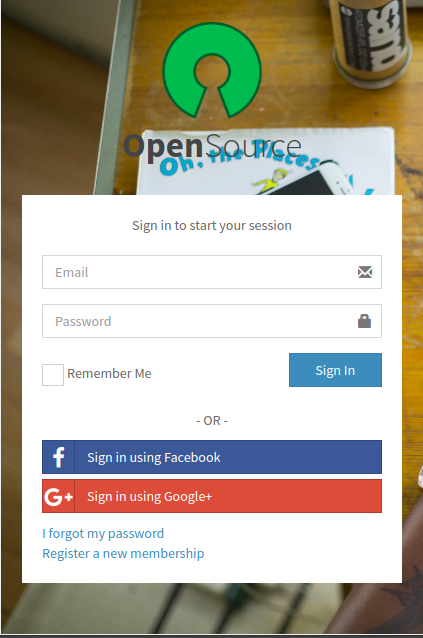 OpenSource
Oh, the Places
Sign in to start your session
Email
Password
Remember Me
Sign In
- OR -
Sign in using Facebook
G+ Sign in using Google+
I forgot my password
Register a new membership